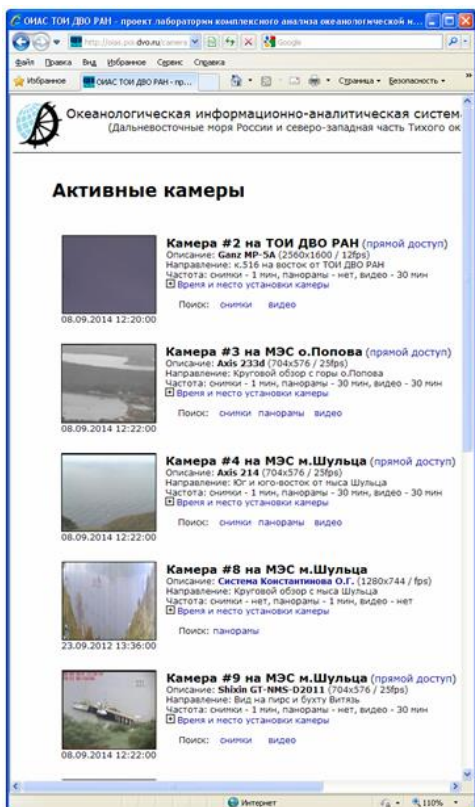 ОИАС ТОИ ДВО РАН - проект лаборатории комплексного анализа океанологической и...
http://oias.poi.dvo.ru/camera
Google
Файл Правка Вид Избранное Сервис Справка
Избранное ОИАС ТОИ ДВО РАН - пр... Страница Безопасность
Океанологическая информационно-аналитическая систем
(Дальневосточные моря России и северо-западная часть Тихого ок
Активные камеры
Камера #2 на ТОИ ДВО РАН (прямой доступ)
Описание: Ganz MP-5A (2560x1600 / 12fps)
Направление: к.516 на восток от ТОИ ДВО РАН
Частота: снимки - 1 мин, панорамы - нет, видео - 30 мин
Время и место установки камеры
Поиск: снимки видео
08.09.2014 12:20:00
Камера #3 на МЭС о.Попова (прямой доступ)
Описание: Axis 233d (704x576 / 25fps)
Направление: Круговой обзор с горы о.Попова
Частота: снимки - 1 мин, панорамы - 30 мин, видео - 30 мин
Время и место установки камеры
Поиск: снимки панорамы видео
08.09.2014 12:22:00
Камера #4 на МЭС м.Шульца (прямой доступ)
Описание: Axis 214 (704x576 / 25fps)
Направление: Юг и юго-восток от мыса Шульца
Частота: снимки - 1 мин, панорамы - 30 мин, видео - 30 мин
Время и место установки камеры
Поиск: снимки панорамы видео
08.09.2014 12:22:00
Камера #8 на МЭС м.Шульца
Описание: Система Константинова О.Г. (1280x744 / fps)
Направление: Круговой обзор с мыса Шульца
Частота: снимки - нет, панорамы - 1 мин, видео - нет
Время и место установки камеры
Поиск: панорамы
23.09.2012 13:36:00
Камера #9 на МЭС м.Шульца (прямой доступ)
Описание: Shixin GT-NMS-D2011 (704x576 / 25fps)
Направление: Вид на пирс и бухту Витязь
Частота: снимки - 1 мин, панорамы - нет, видео - 30 мин
Время и место установки камеры
Поиск: снимки видео
08.09.2014 12:22:00
Интернет 110%